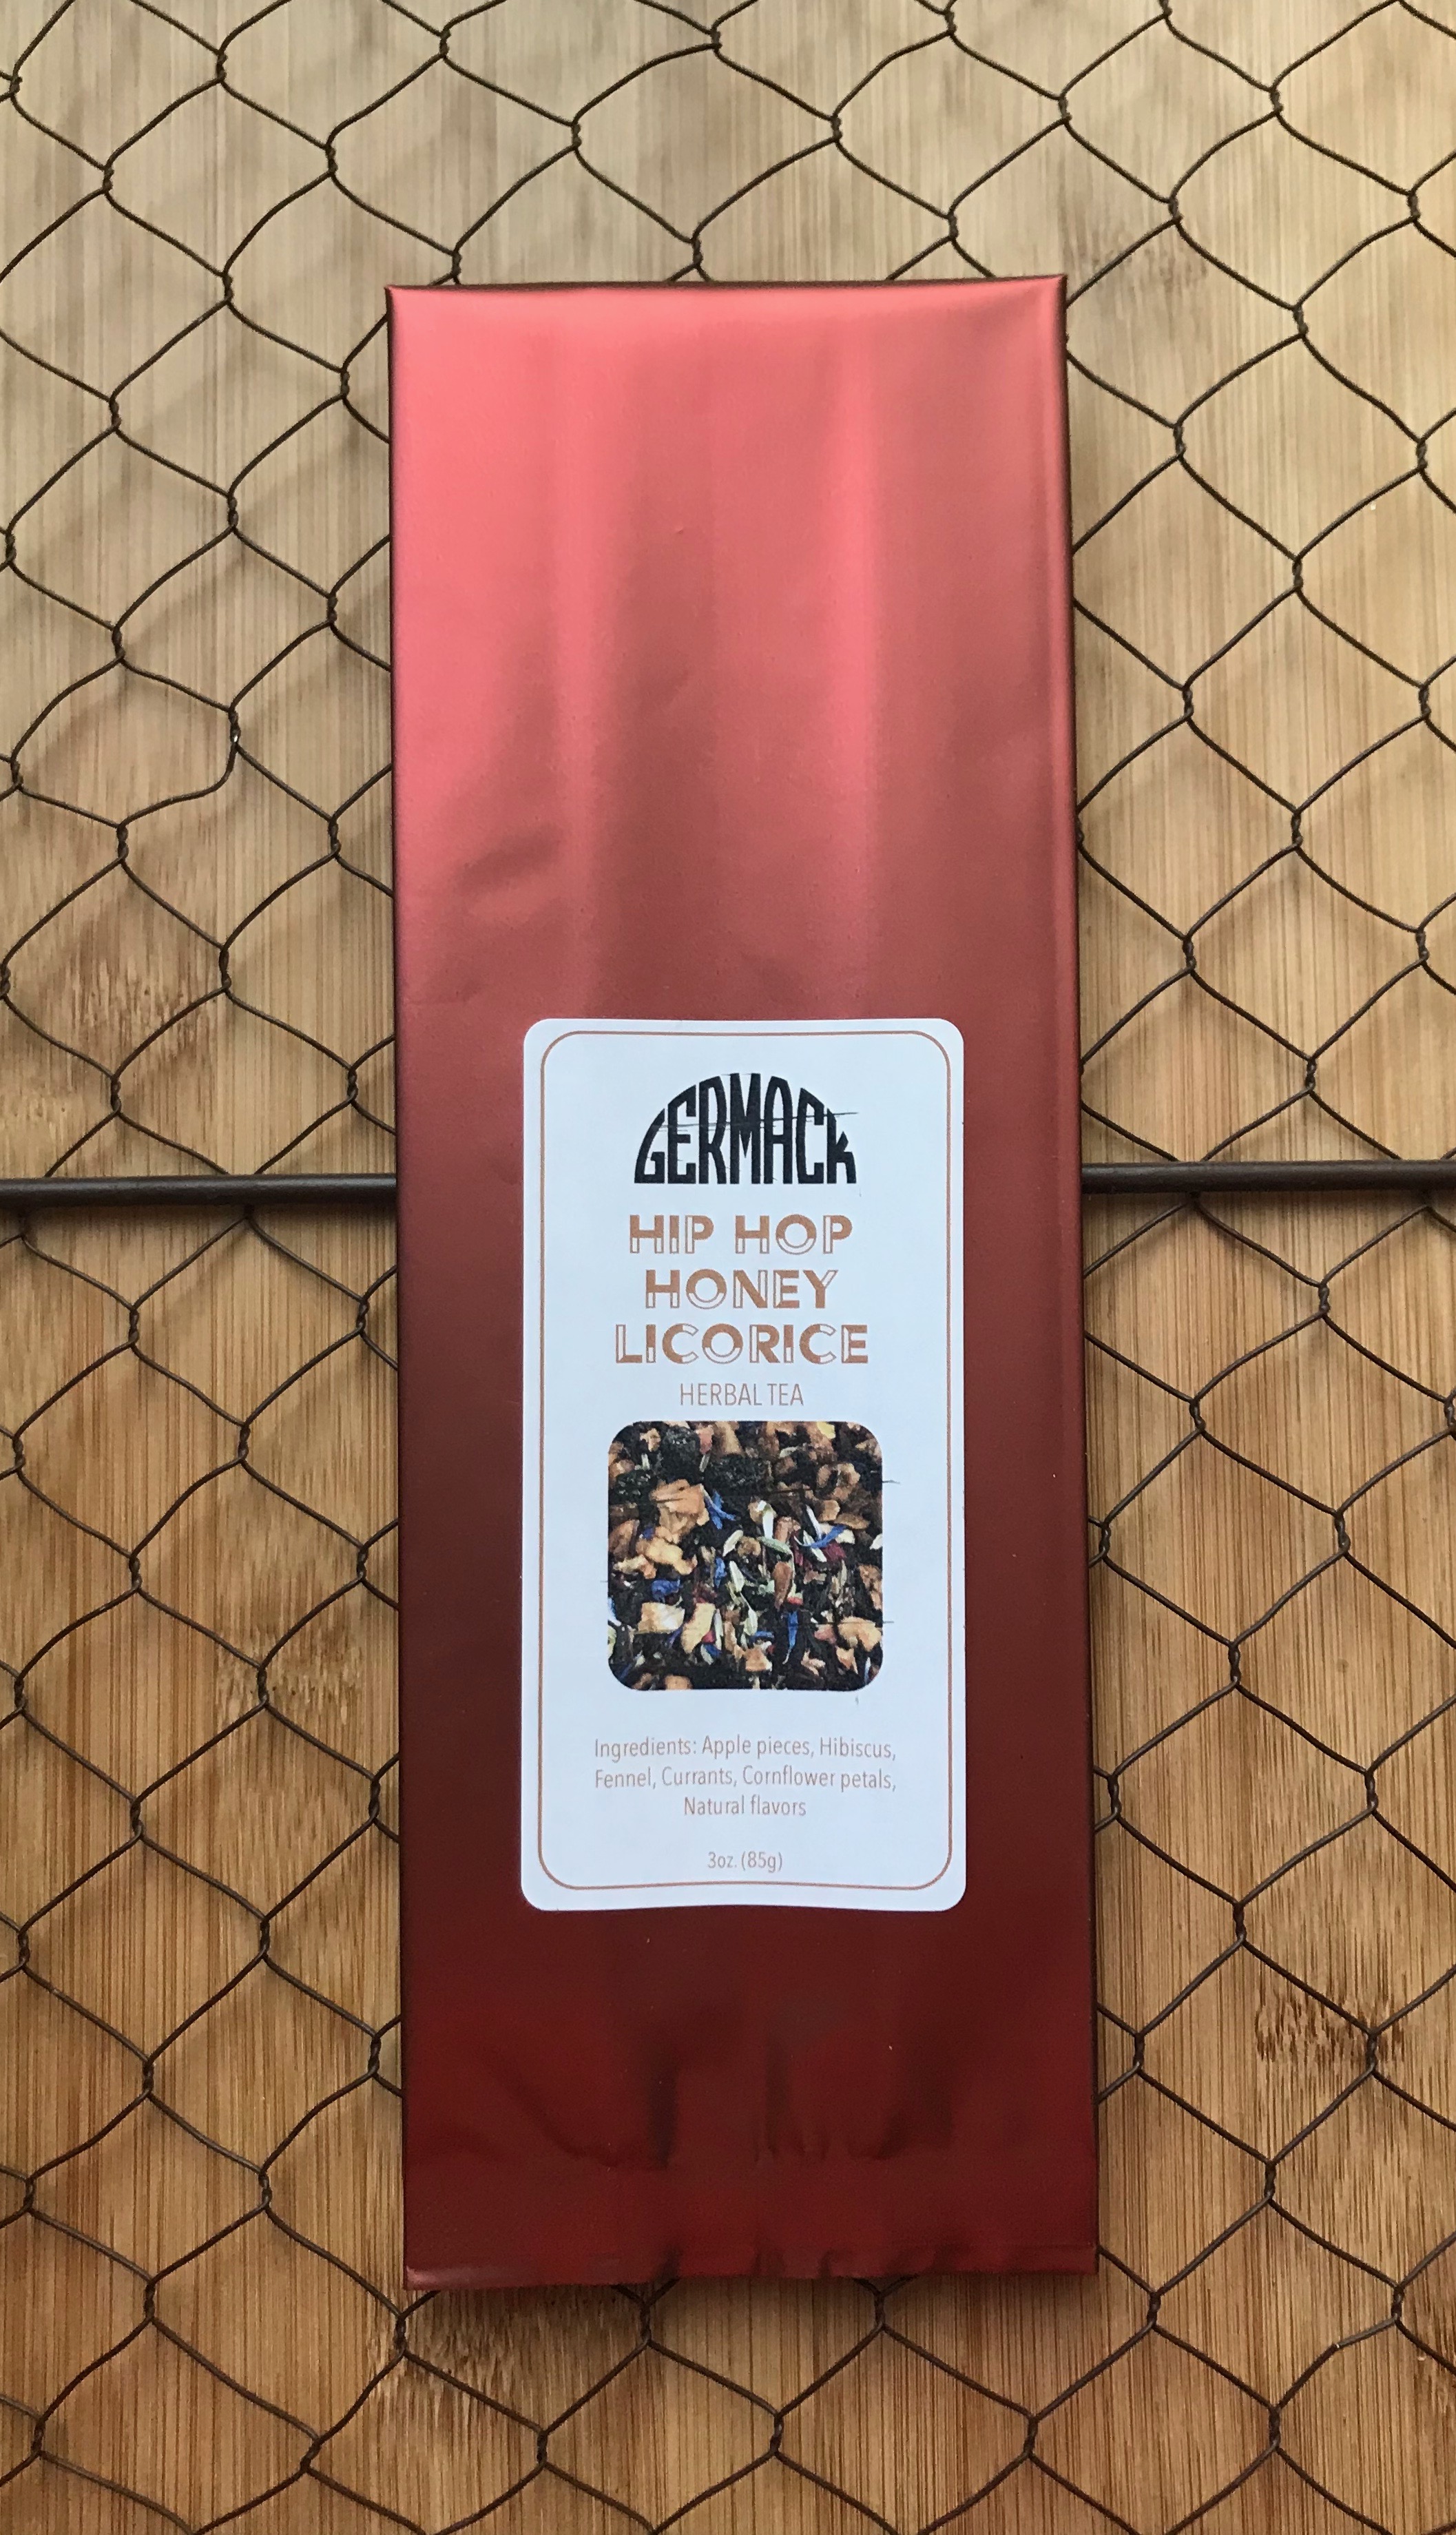 GERMACK
HIP HOP
HONEY
LICORICE
HERBAL TEA
Ingredients: Apple pieces, Hibiscus,
Fennel, Currants, Cornflower petals,
Natural flavors
3oz. (85g)